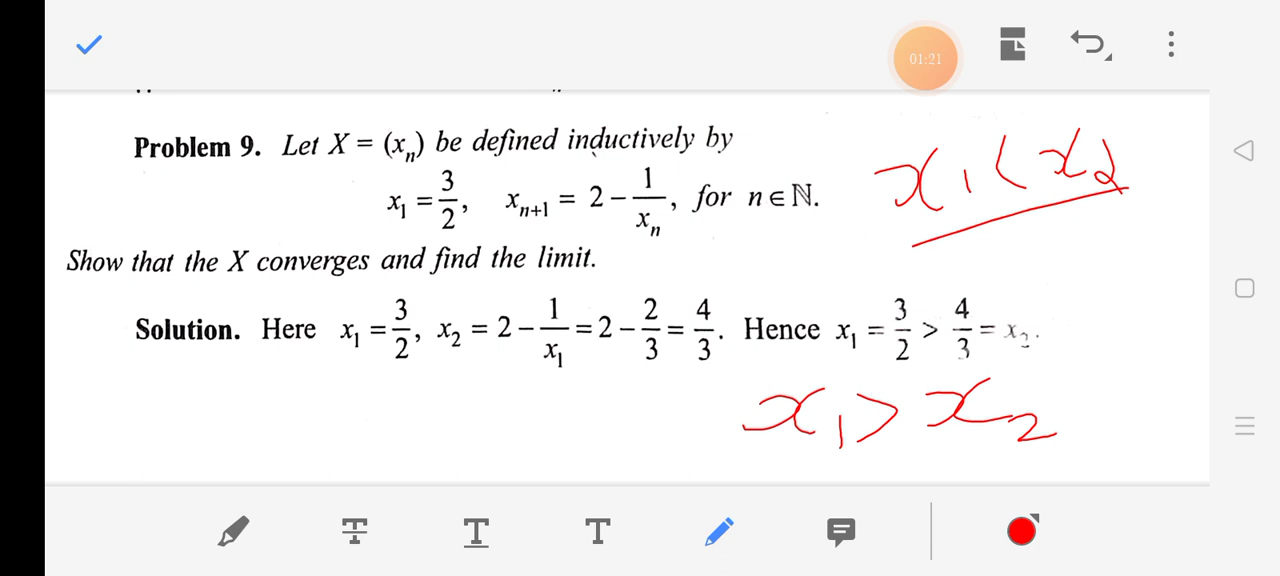 01:21
Problem 9. Let X = (xₙ) be defined inductively by
x₁ = 3/2, xₙ₊₁ = 2 − 1/xₙ, for n ∈ ℕ.
x₁ < x₂
Show that the X converges and find the limit.
Solution. Here x₁ = 3/2, x₂ = 2 − 1/x₁ = 2 − 2/3 = 4/3. Hence x₁ = 3/2 > 4/3 = x₂.
x₁ > x₂
T T T